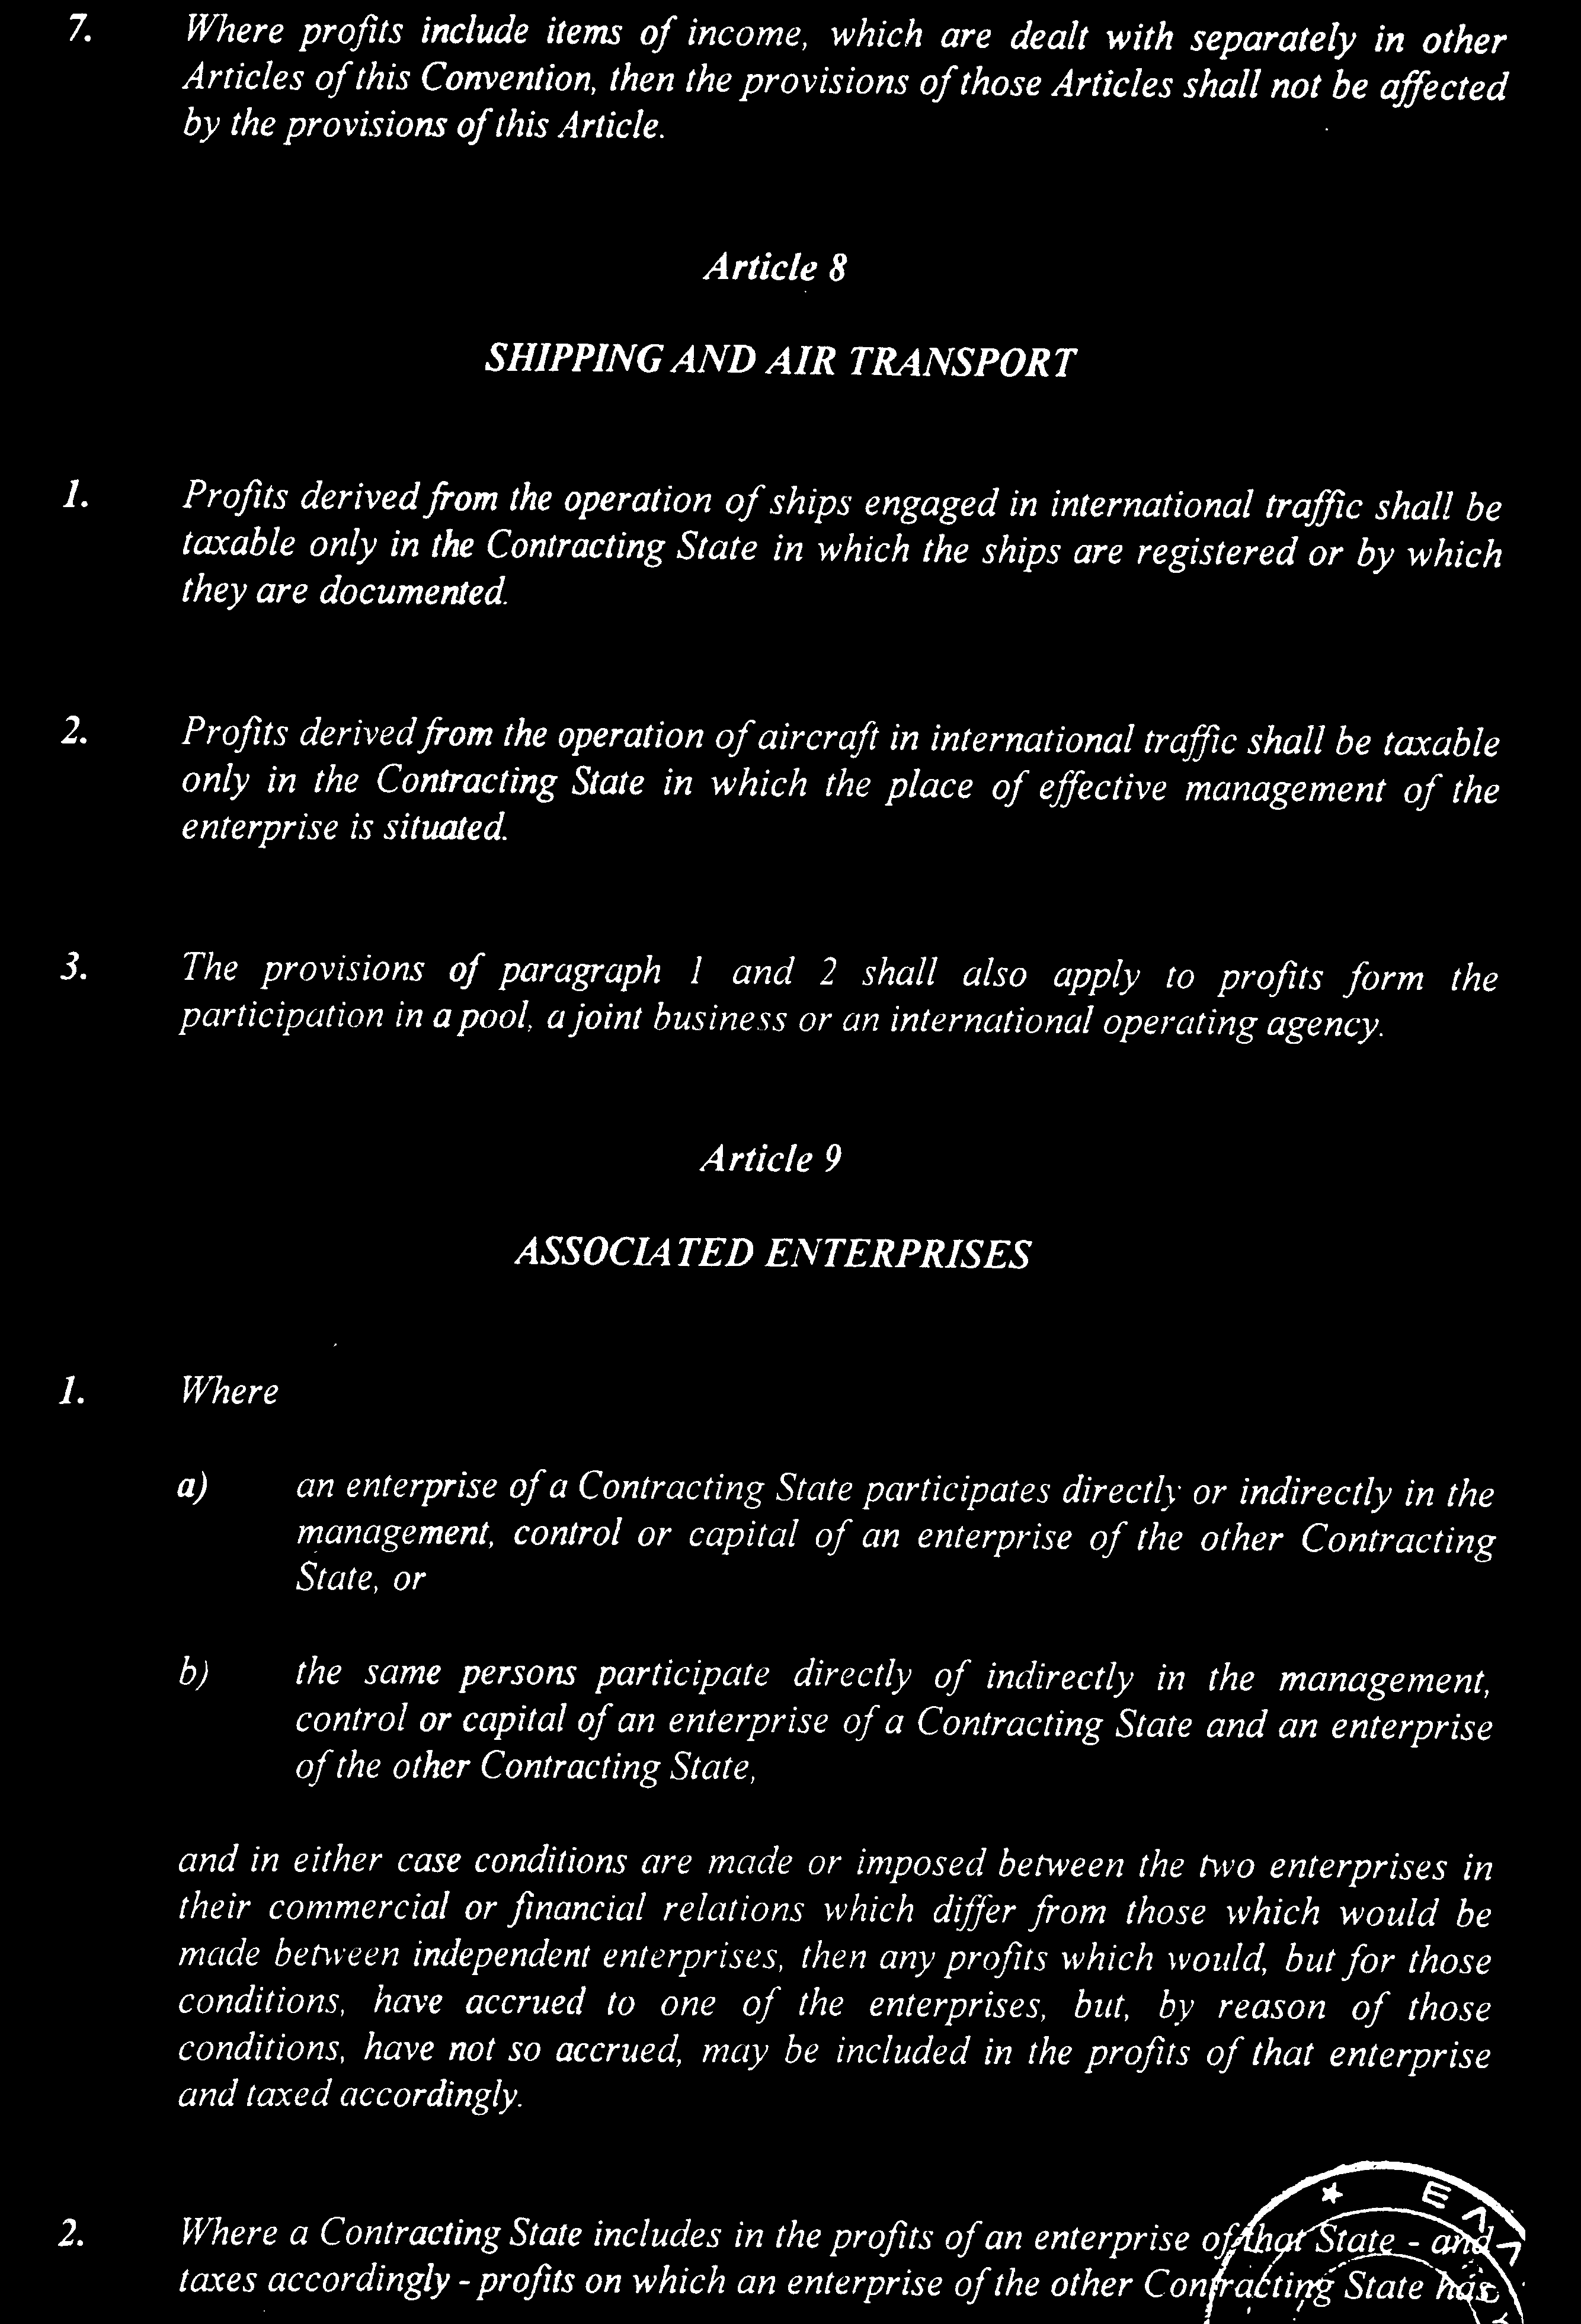 7. Where profits include items of income, which are dealt with separately in other
Articles of this Convention, then the provisions of those Articles shall not be affected
by the provisions of this Article.
Article 8
SHIPPING AND AIR TRANSPORT
1. Profits derived from the operation of ships engaged in international traffic shall be
taxable only in the Contracting State in which the ships are registered or by which
they are documented.
2. Profits derived from the operation of aircraft in international traffic shall be taxable
only in the Contracting State in which the place of effective management of the
enterprise is situated.
3. The provisions of paragraph 1 and 2 shall also apply to profits form the
participation in a pool, a joint business or an international operating agency.
Article 9
ASSOCIATED ENTERPRISES
1. Where
a) an enterprise of a Contracting State participates directly or indirectly in the
management, control or capital of an enterprise of the other Contracting
State, or
b) the same persons participate directly of indirectly in the management,
control or capital of an enterprise of a Contracting State and an enterprise
of the other Contracting State,
and in either case conditions are made or imposed between the two enterprises in
their commercial or financial relations which differ from those which would be
made between independent enterprises, then any profits which would, but for those
conditions, have accrued to one of the enterprises, but, by reason of those
conditions, have not so accrued, may be included in the profits of that enterprise
and taxed accordingly.
2. Where a Contracting State includes in the profits of an enterprise of that State - and
taxes accordingly - profits on which an enterprise of the other Contracting State has